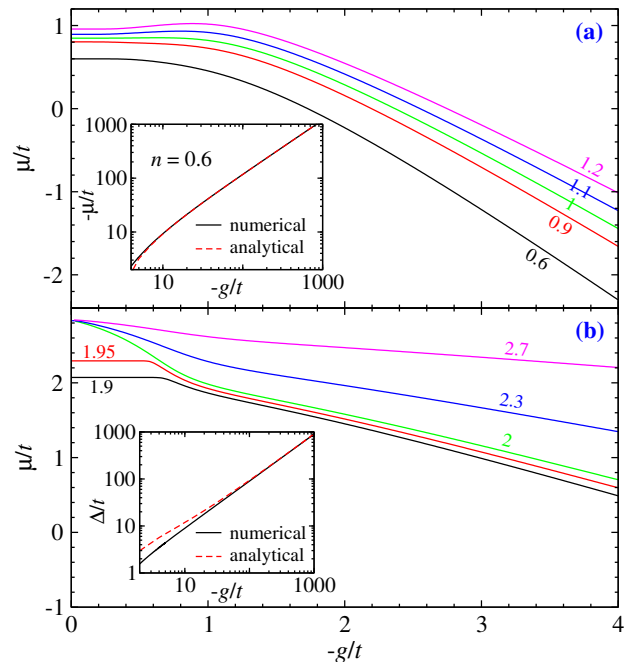 (a)
1
0
-1
-2
μ/t
1.2
1.1
1
0.9
0.6
1000
100
10
-μ/t
n = 0.6
numerical
analytical
10 100 1000
-g/t
(b)
2
1
0
-1
μ/t
1.95
1.9
2.7
2.3
2
1000
100
10
1
Δ/t
numerical
analytical
10 100 1000
-g/t
0 1 2 3 4
-g/t